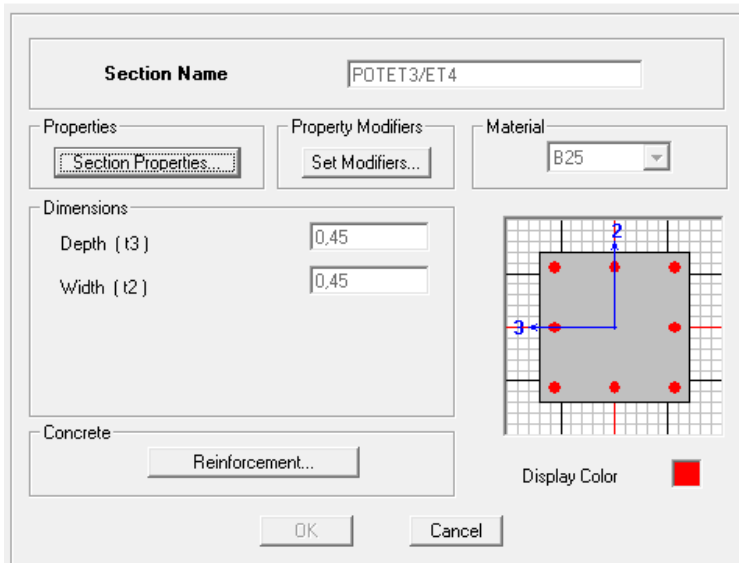 Section Name POTET3/ET4
Properties Property Modifiers Material
Section Properties... Set Modifiers... B25
Dimensions
Depth ( t3 ) 0,45
Width ( t2 ) 0,45
2
3
Concrete
Reinforcement...
Display Color
OK Cancel